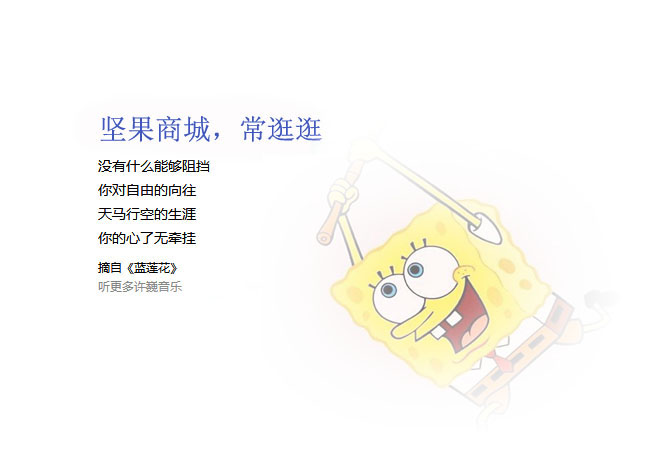 坚果商城，常逛逛
没有什么能够阻挡
你对自由的向往
天马行空的生涯
你的心了无牵挂
摘自《蓝莲花》
听更多许巍音乐